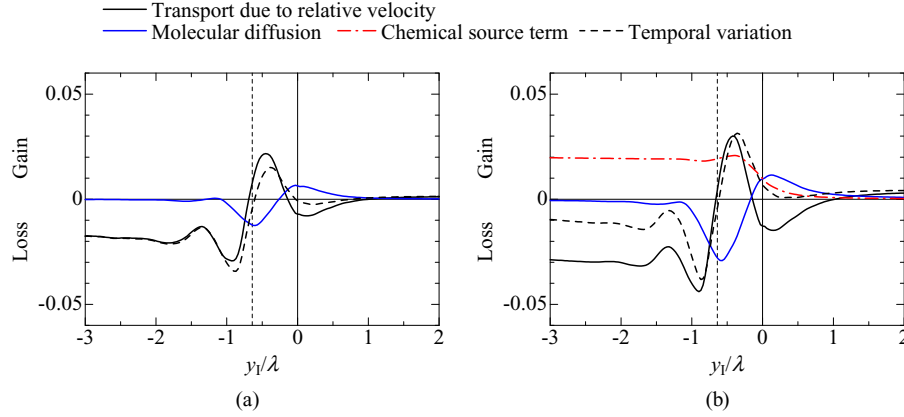 Transport due to relative velocity
Molecular diffusion Chemical source term Temporal variation
0.05
Gain
0
Loss
-0.05
-3 -2 -1 0 1 2
y_I/λ
(a)
0.05
Gain
0
Loss
-0.05
-3 -2 -1 0 1 2
y_I/λ
(b)